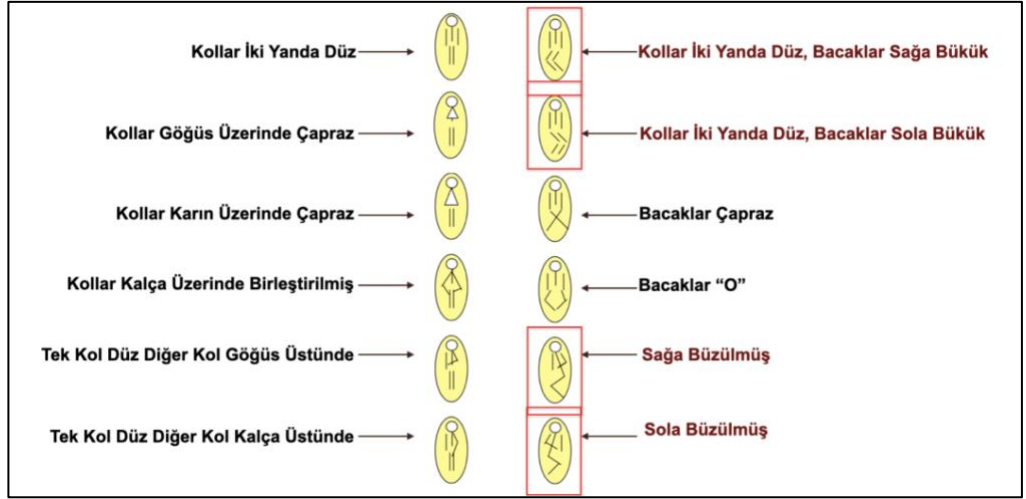 Kollar İki Yanda Düz
Kollar İki Yanda Düz, Bacaklar Sağa Bükük
Kollar Göğüs Üzerinde Çapraz
Kollar İki Yanda Düz, Bacaklar Sola Bükük
Kollar Karın Üzerinde Çapraz
Bacaklar Çapraz
Kollar Kalça Üzerinde Birleştirilmiş
Bacaklar “O”
Tek Kol Düz Diğer Kol Göğüs Üstünde
Sağa Büzülmüş
Tek Kol Düz Diğer Kol Kalça Üstünde
Sola Büzülmüş